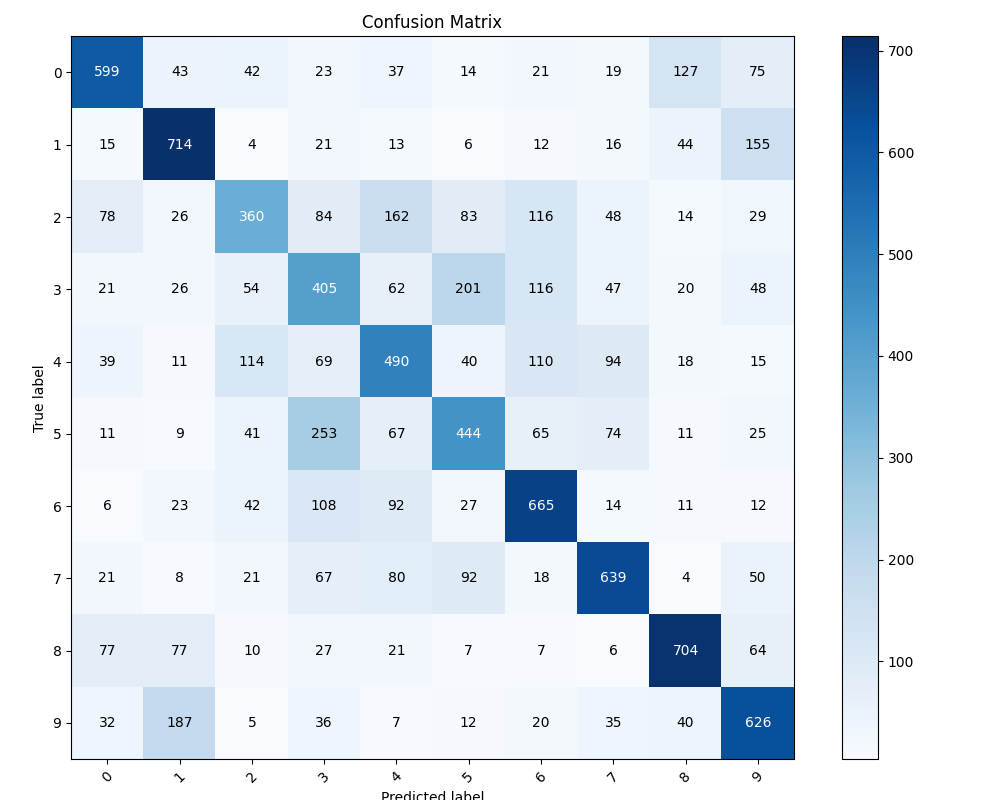 Confusion Matrix
0 599 43 42 23 37 14 21 19 127 75
1 15 714 4 21 13 6 12 16 44 155
2 78 26 360 84 162 83 116 48 14 29
3 21 26 54 405 62 201 116 47 20 48
4 39 11 114 69 490 40 110 94 18 15
5 11 9 41 253 67 444 65 74 11 25
6 6 23 42 108 92 27 665 14 11 12
7 21 8 21 67 80 92 18 639 4 50
8 77 77 10 27 21 7 7 6 704 64
9 32 187 5 36 7 12 20 35 40 626
0 1 2 3 4 5 6 7 8 9
True label
Predicted label
700
600
500
400
300
200
100